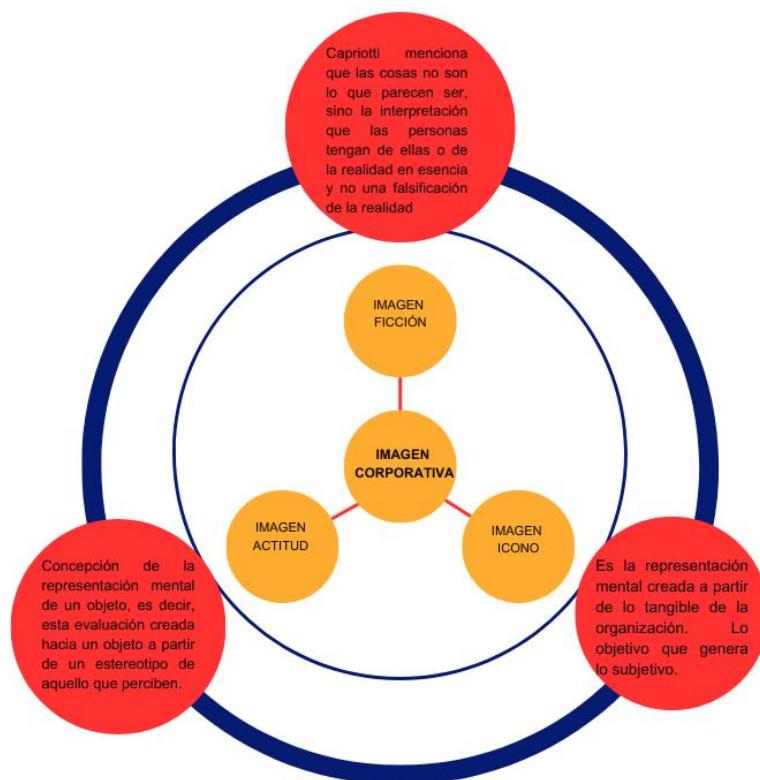 Capriotti menciona
que las cosas no son
lo que parecen ser,
sino la interpretación
que las personas
tengan de ellas o de
la realidad en esencia
y no una falsificación
de la realidad
IMAGEN
FICCIÓN
IMAGEN
CORPORATIVA
IMAGEN
ACTITUD
IMAGEN
ICONO
Concepción de la
representación mental
de un objeto, es decir,
esta evaluación creada
hacia un objeto a partir
de un estereotipo de
aquello que perciben.
Es la representación
mental creada a partir
de lo tangible de la
organización. Lo
objetivo que genera
lo subjetivo.